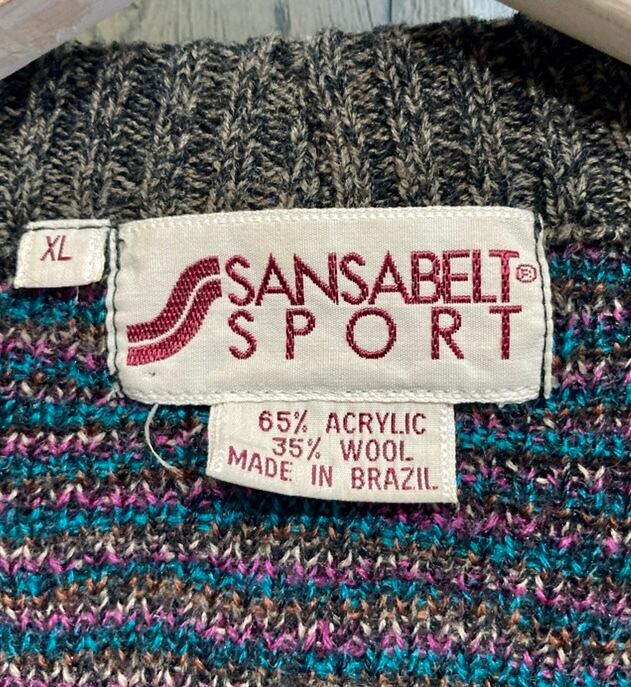 XL
SANSABELT®
SPORT
65% ACRYLIC
35% WOOL
MADE IN BRAZIL